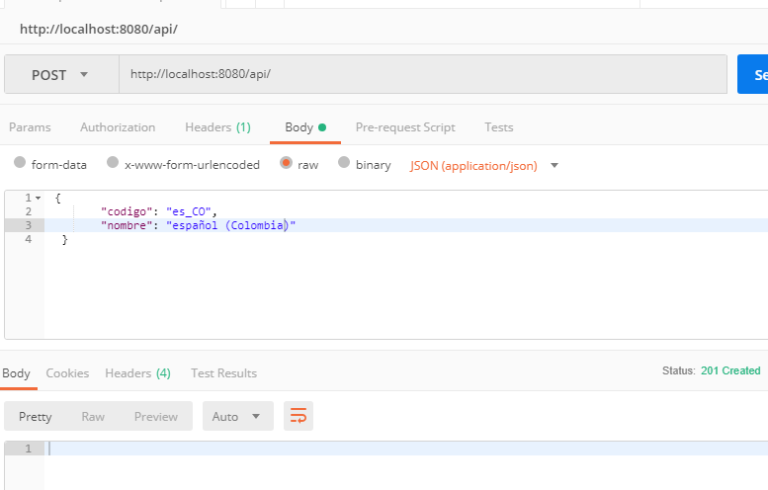 http://localhost:8080/api/
POST http://localhost:8080/api/ Se
Params Authorization Headers (1) Body Pre-request Script Tests
form-data x-www-form-urlencoded raw binary JSON (application/json)
1 {
2 "codigo": "es_CO",
3 "nombre": "español (Colombia)"
4 }
Body Cookies Headers (4) Test Results Status: 201 Created
Pretty Raw Preview Auto
1